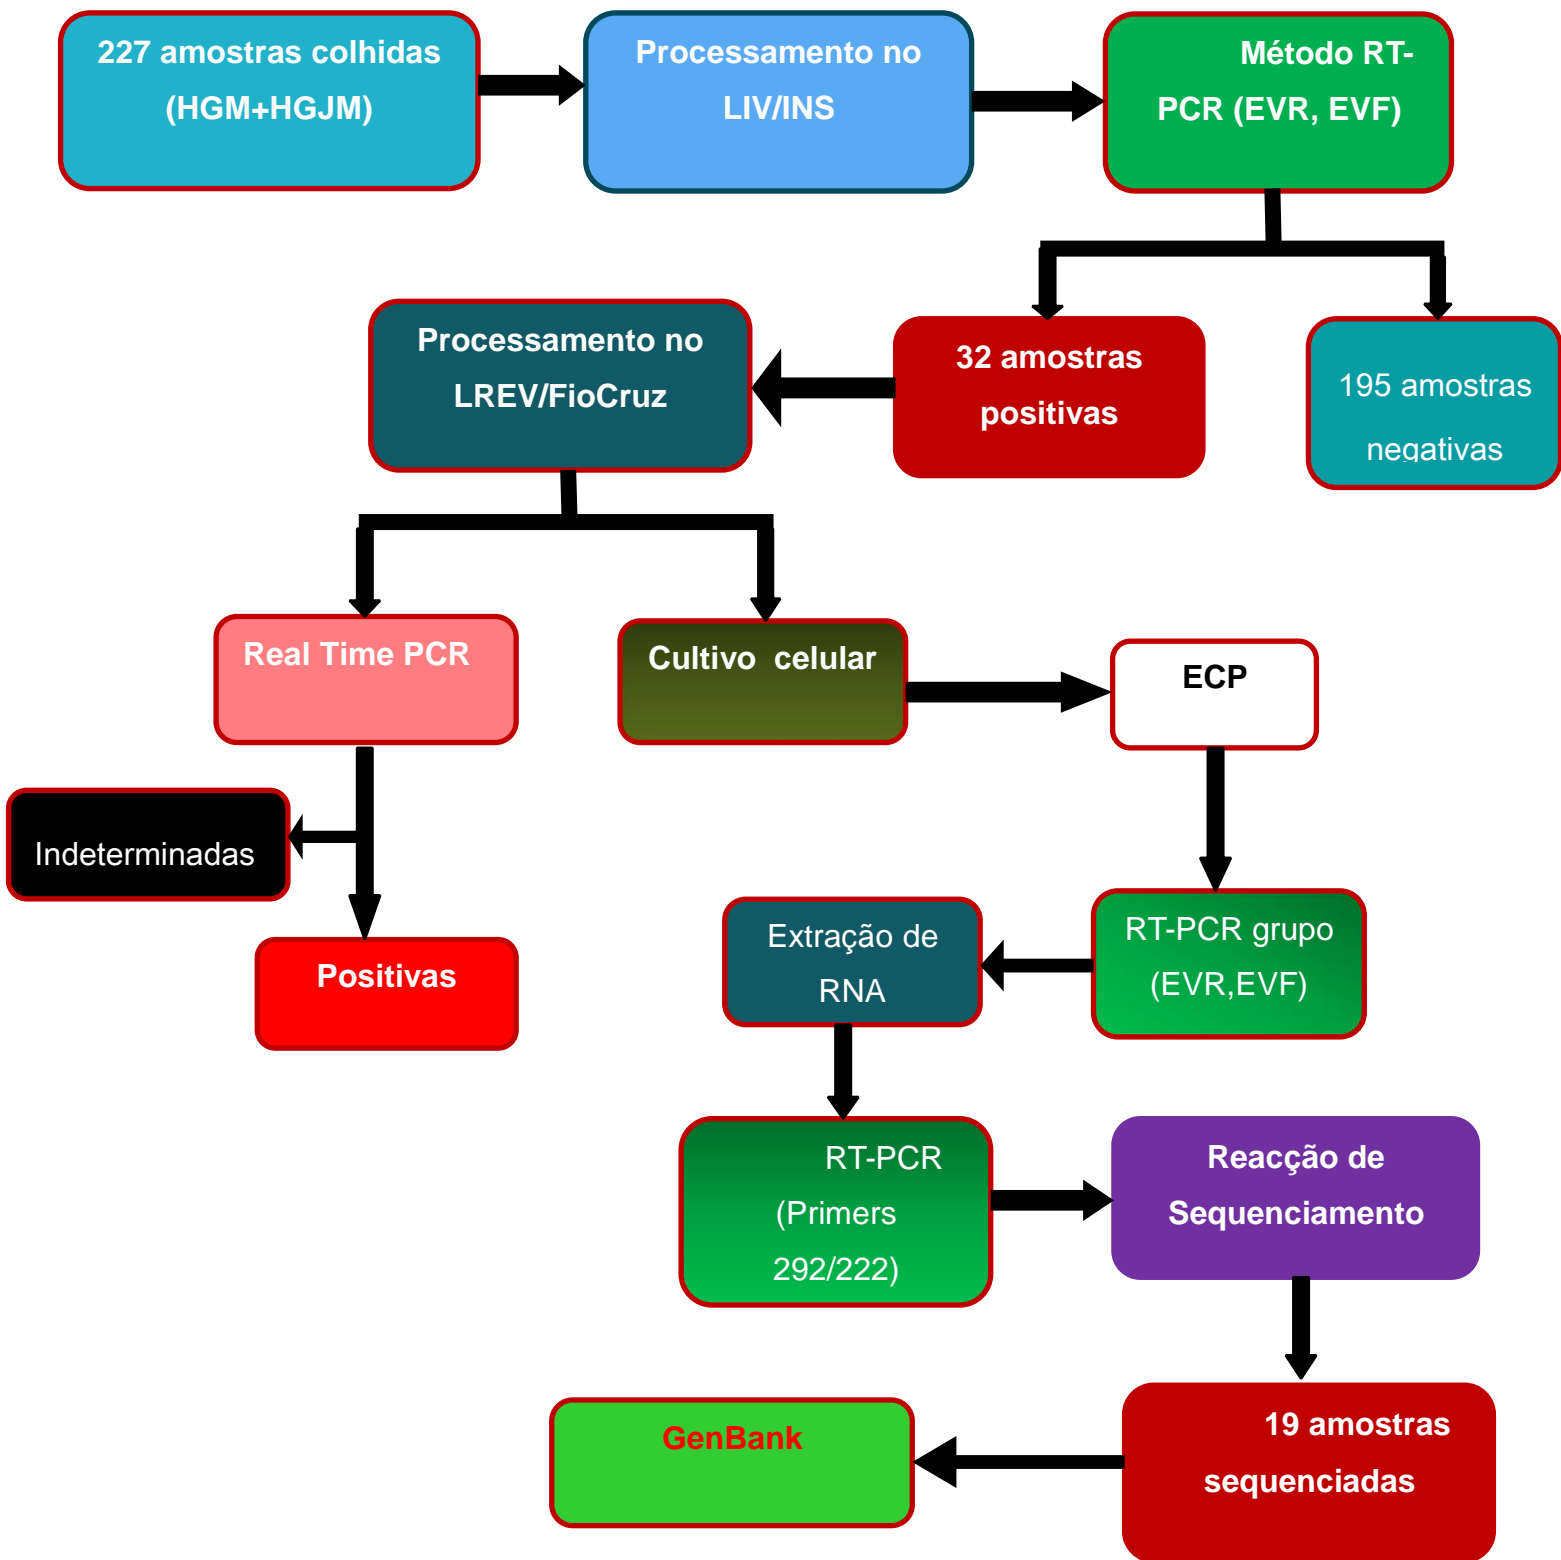 227 amostras colhidas
(HGM+HGJM)
Processamento no
LIV/INS
Método RT-
PCR (EVR, EVF)
Processamento no
LREV/FioCruz
32 amostras
positivas
195 amostras
negativas
Real Time PCR
Cultivo celular
ECP
Indeterminadas
Positivas
Extração de
RNA
RT-PCR grupo
(EVR,EVF)
RT-PCR
(Primers
292/222)
Reacção de
Sequenciamento
GenBank
19 amostras
sequenciadas